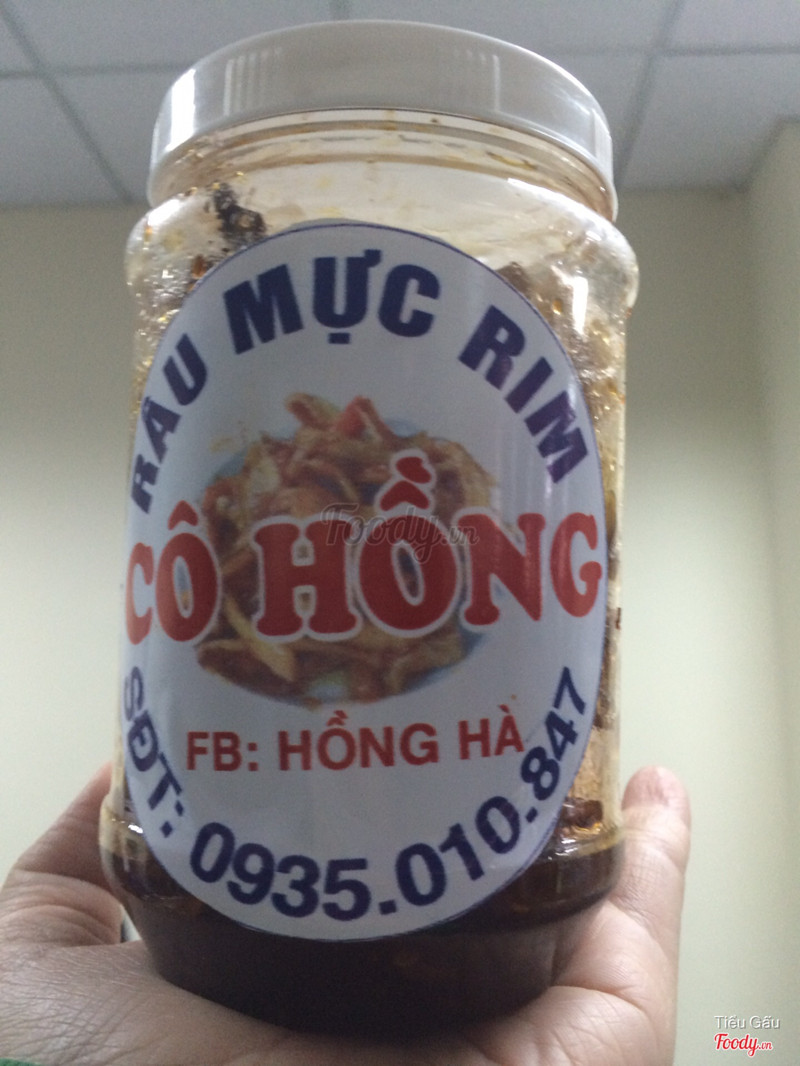 RÂU MỰC RIM
CÔ HỒNG
Foody.vn
FB: HỒNG HÀ
SĐT: 0935.010.847
Tiểu Gấu
Foody.vn